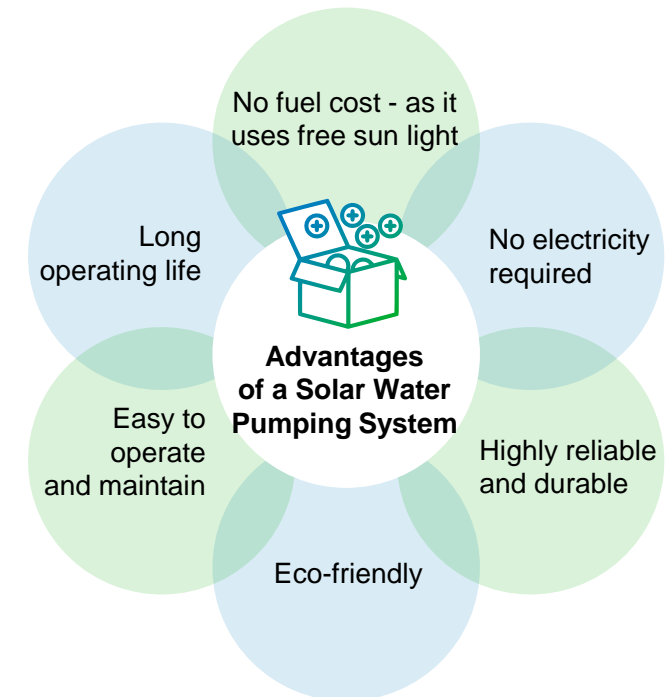 No fuel cost - as it
uses free sun light
Long
operating life
No electricity
required
Advantages
of a Solar Water
Pumping System
Easy to
operate
and maintain
Highly reliable
and durable
Eco-friendly